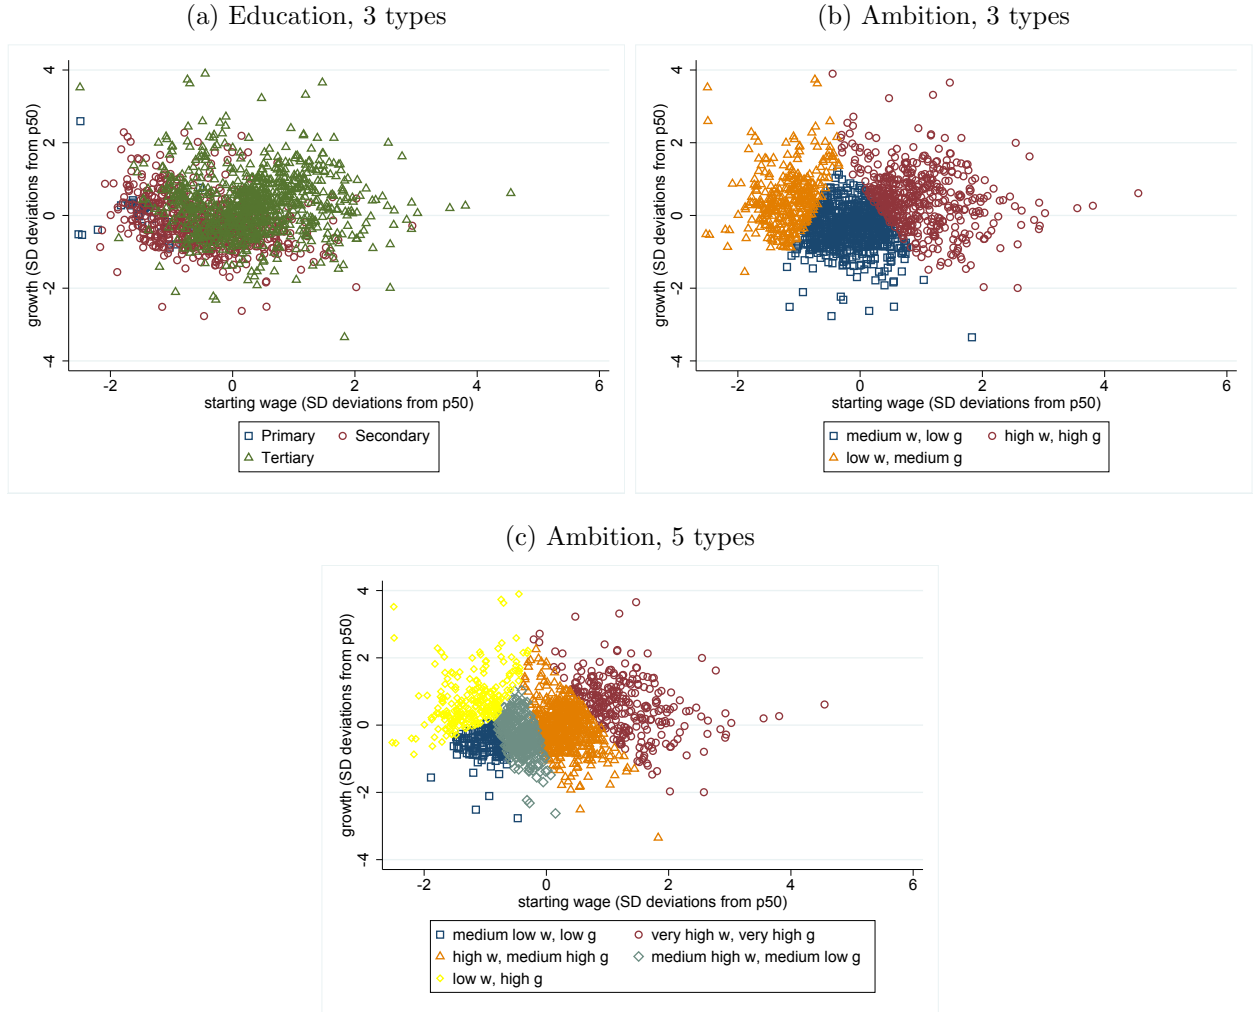 (a) Education, 3 types
4
2
0
-2
-4
growth (SD deviations from p50)
-2 0 2 4 6
starting wage (SD deviations from p50)
Primary Secondary
Tertiary
(b) Ambition, 3 types
4
2
0
-2
-4
growth (SD deviations from p50)
-2 0 2 4 6
starting wage (SD deviations from p50)
medium w, low g high w, high g
low w, medium g
(c) Ambition, 5 types
4
2
0
-2
-4
growth (SD deviations from p50)
-2 0 2 4 6
starting wage (SD deviations from p50)
medium low w, low g very high w, very high g
high w, medium high g medium high w, medium low g
low w, high g